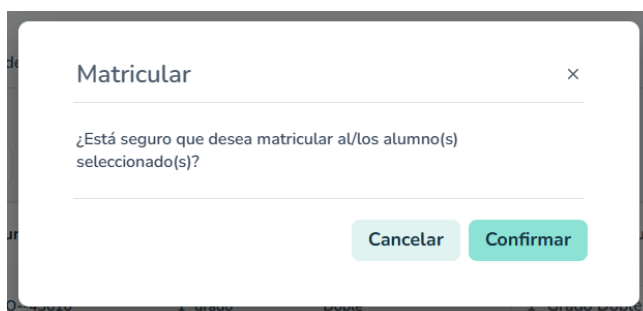 Matricular
×
¿Está seguro que desea matricular al/los alumno(s)
seleccionado(s)?
Cancelar
Confirmar